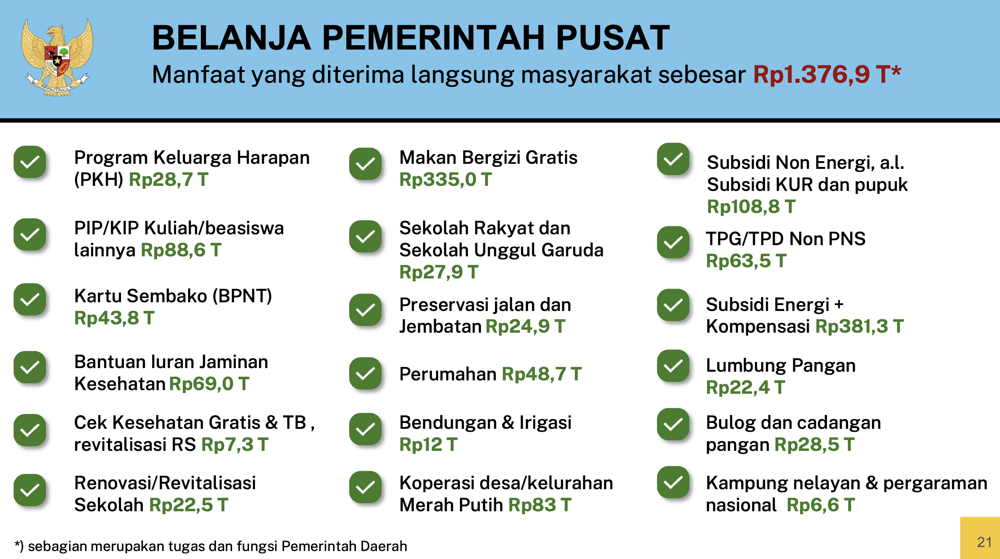 BELANJA PEMERINTAH PUSAT
Manfaat yang diterima langsung masyarakat sebesar Rp1.376,9 T*
Program Keluarga Harapan
(PKH) Rp28,7 T
PIP/KIP Kuliah/beasiswa
lainnya Rp88,6 T
Kartu Sembako (BPNT)
Rp43,8 T
Bantuan Iuran Jaminan
Kesehatan Rp69,0 T
Cek Kesehatan Gratis & TB ,
revitalisasi RS Rp7,3 T
Renovasi/Revitalisasi
Sekolah Rp22,5 T
Makan Bergizi Gratis
Rp335,0 T
Sekolah Rakyat dan
Sekolah Unggul Garuda
Rp27,9 T
Preservasi jalan dan
Jembatan Rp24,9 T
Perumahan Rp48,7 T
Bendungan & Irigasi
Rp12 T
Koperasi desa/kelurahan
Merah Putih Rp83 T
Subsidi Non Energi, a.l.
Subsidi KUR dan pupuk
Rp108,8 T
TPG/TPD Non PNS
Rp63,5 T
Subsidi Energi +
Kompensasi Rp381,3 T
Lumbung Pangan
Rp22,4 T
Bulog dan cadangan
pangan Rp28,5 T
Kampung nelayan & pergaraman
nasional Rp6,6 T
*) sebagian merupakan tugas dan fungsi Pemerintah Daerah
21